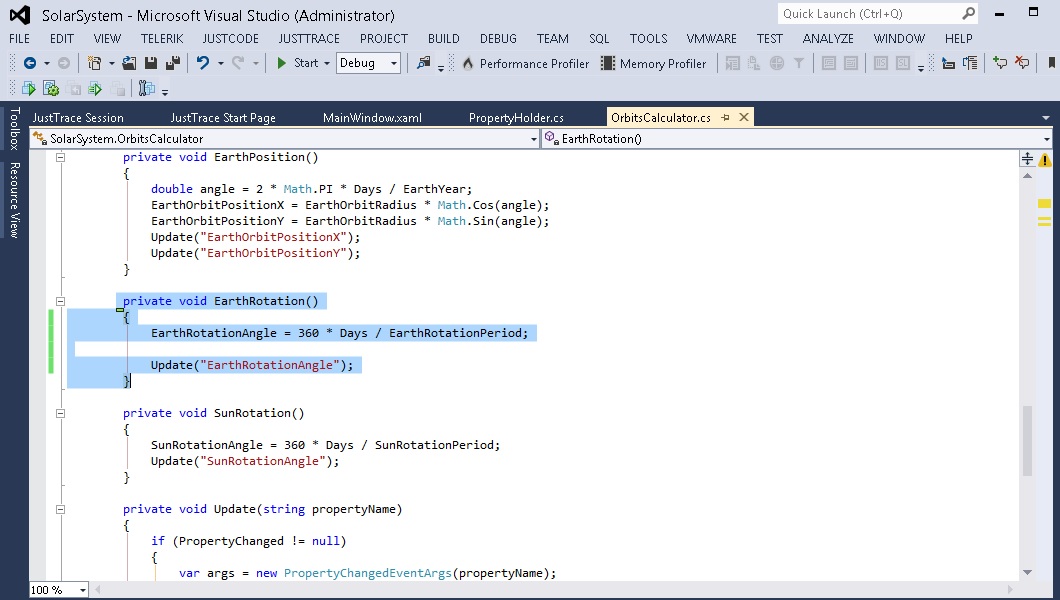 SolarSystem - Microsoft Visual Studio (Administrator)
Quick Launch (Ctrl+Q)
FILE EDIT VIEW TELERIK JUSTCODE JUSTTRACE PROJECT BUILD DEBUG TEAM SQL TOOLS VMWARE TEST ANALYZE WINDOW HELP
Start Debug Performance Profiler Memory Profiler
Toolbox
Resource View
JustTrace Session JustTrace Start Page MainWindow.xaml PropertyHolder.cs OrbitsCalculator.cs
SolarSystem.OrbitsCalculator EarthRotation()
private void EarthPosition()
{
double angle = 2 * Math.PI * Days / EarthYear;
EarthOrbitPositionX = EarthOrbitRadius * Math.Cos(angle);
EarthOrbitPositionY = EarthOrbitRadius * Math.Sin(angle);
Update("EarthOrbitPositionX");
Update("EarthOrbitPositionY");
}
private void EarthRotation()
{
EarthRotationAngle = 360 * Days / EarthRotationPeriod;
Update("EarthRotationAngle");
}
private void SunRotation()
{
SunRotationAngle = 360 * Days / SunRotationPeriod;
Update("SunRotationAngle");
}
private void Update(string propertyName)
{
if (PropertyChanged != null)
{
var args = new PropertyChangedEventArgs(propertyName);
100 %